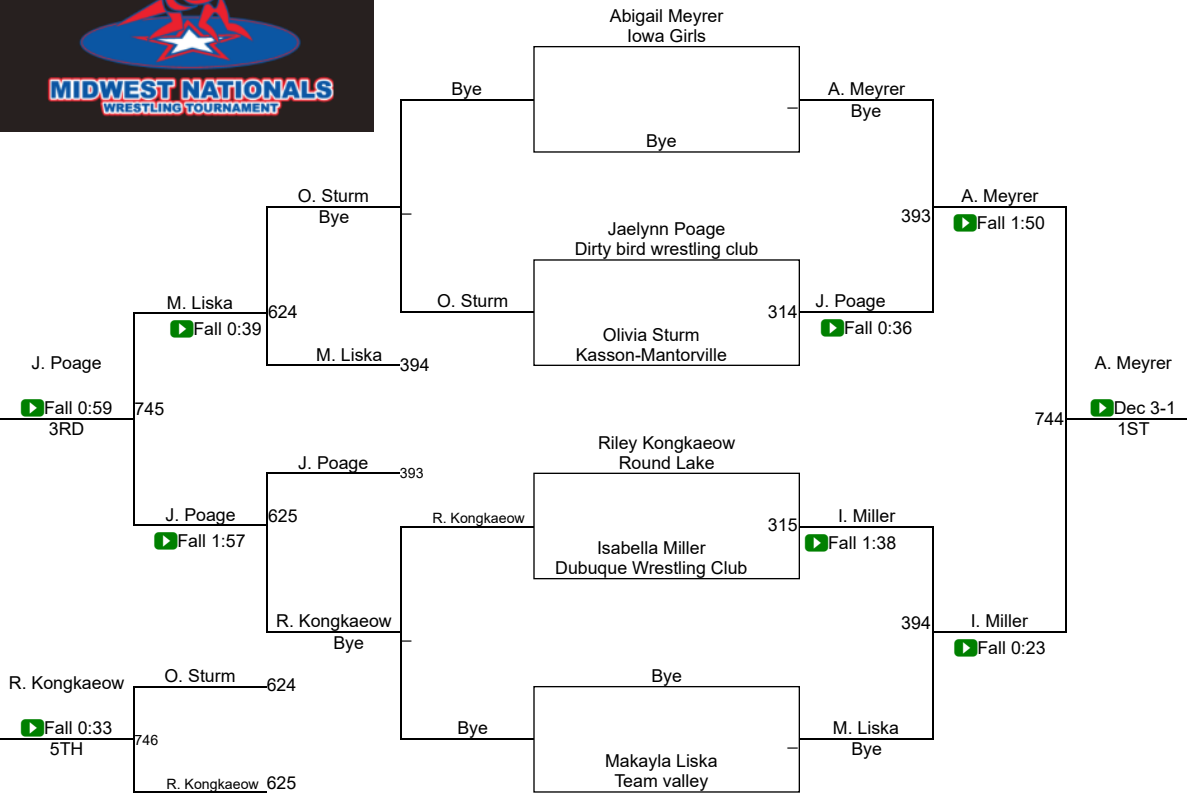 MIDWEST NATIONALS
WRESTLING TOURNAMENT
Abigail Meyrer
Iowa Girls
Bye
A. Meyrer
Bye
Bye
O. Sturm
Bye
A. Meyrer
393
Fall 1:50
Jaelynn Poage
Dirty bird wrestling club
O. Sturm
314
J. Poage
Fall 0:36
Olivia Sturm
Kasson-Mantorville
M. Liska
624
Fall 0:39
M. Liska
394
J. Poage
Fall 0:59
745
3RD
A. Meyrer
744
Dec 3-1
1ST
Riley Kongkaeow
Round Lake
J. Poage
393
J. Poage
625
Fall 1:57
R. Kongkaeow
315
I. Miller
Fall 1:38
Isabella Miller
Dubuque Wrestling Club
R. Kongkaeow
Bye
394
I. Miller
Fall 0:23
R. Kongkaeow
O. Sturm
624
Bye
Fall 0:33
746
5TH
Bye
M. Liska
Bye
Makayla Liska
Team valley
R. Kongkaeow
625